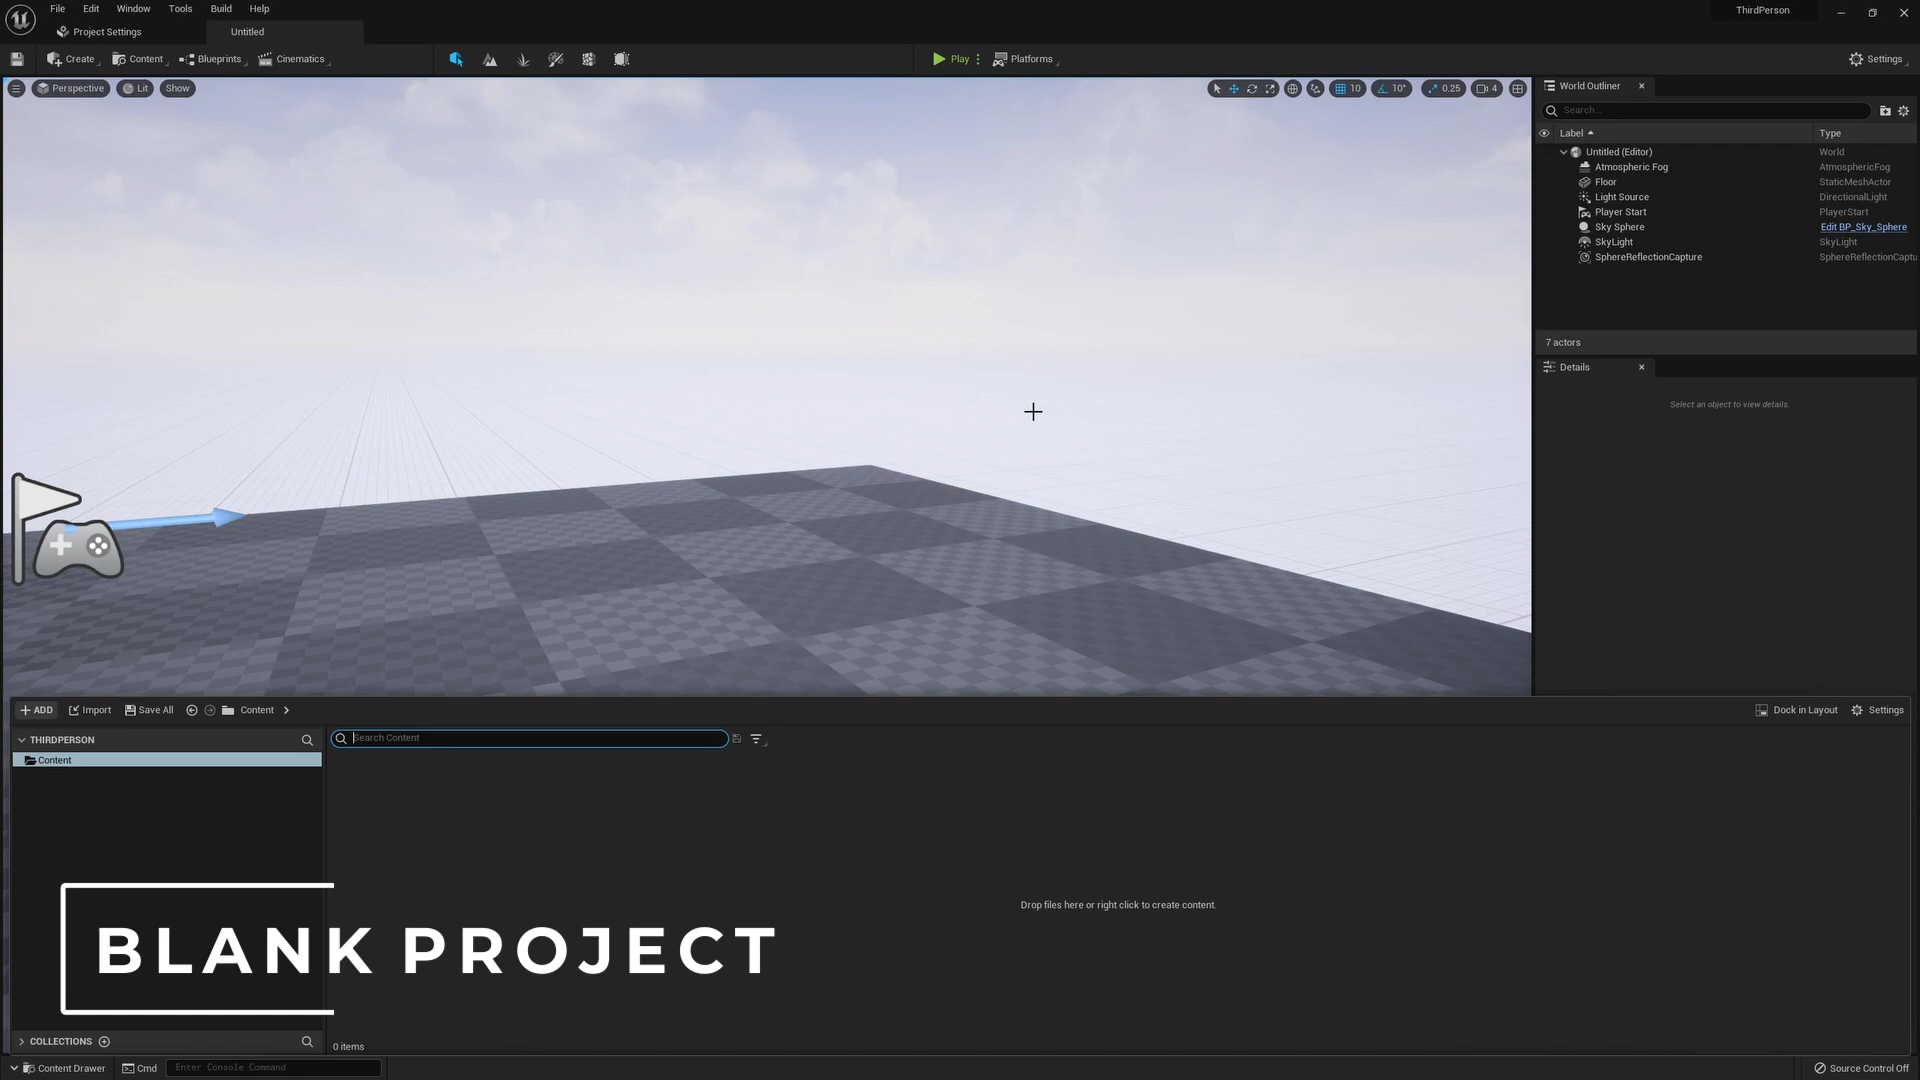 File Edit Window Tools Build Help
ThirdPerson
Project Settings
Untitled
Create Content Blueprints Cinematics
Play
Platforms
Settings
Perspective Lit Show
10 10° 0.25 4
World Outliner
Search...
Label Type
Untitled (Editor) World
Atmospheric Fog AtmosphericFog
Floor StaticMeshActor
Light Source DirectionalLight
Player Start PlayerStart
Sky Sphere Edit BP_Sky_Sphere
SkyLight SkyLight
SphereReflectionCapture SphereReflectionCaptu
7 actors
Details
Select an object to view details.
ADD Import Save All Content
Dock in Layout Settings
THIRDPERSON
Search Content
Content
Drop files here or right click to create content.
BLANK PROJECT
COLLECTIONS
0 items
Content Drawer Cmd Enter Console Command
Source Control Off